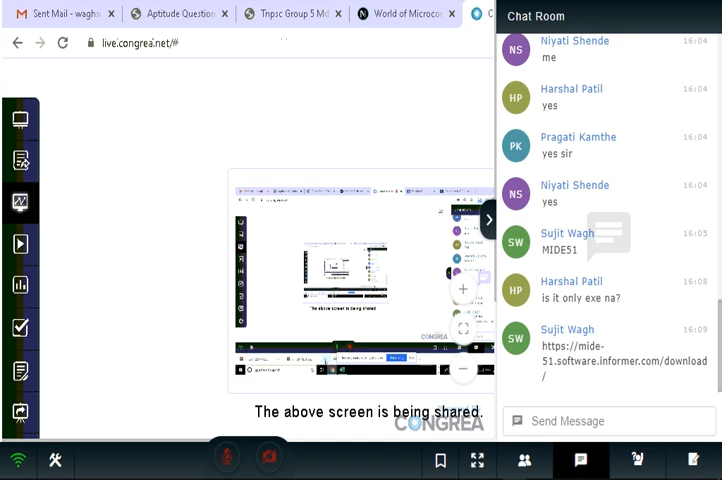 Sent Mail - waghsu
Aptitude Question
Tnpsc Group 5 Md
World of Microco
C
live.congrea.net/#
Chat Room
NS
Niyati Shende
16:04
me
HP
Harshal Patil
16:04
yes
PK
Pragati Kamthe
16:04
yes sir
NS
Niyati Shende
16:04
yes
SW
Sujit Wagh
16:05
MIDE51
HP
Harshal Patil
16:08
is it only exe na?
SW
Sujit Wagh
16:09
https://mide-
51.software.informer.com/download
/
Send Message
The above screen is being shared
CONGREA
The above screen is being shared.
CONGREA